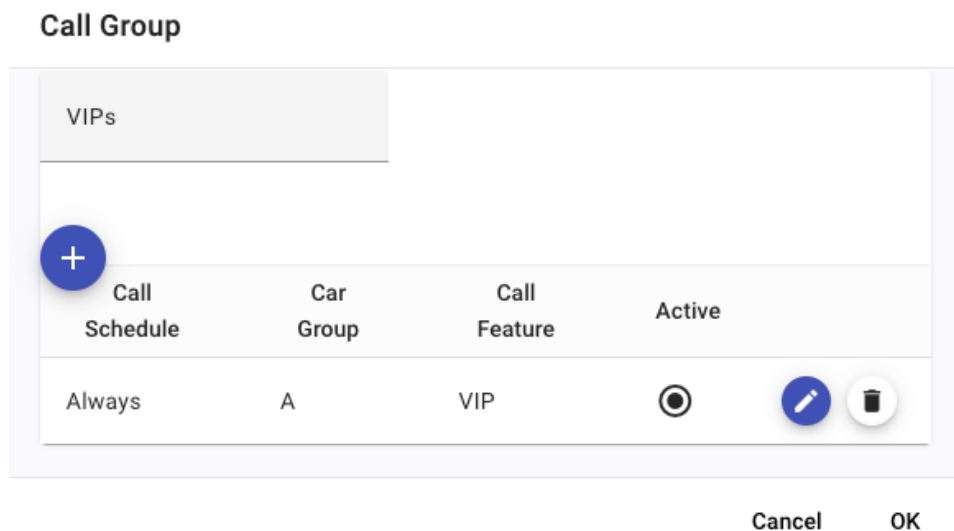 Call Group
VIPs
Call Schedule Car Group Call Feature Active
Always A VIP
Cancel OK